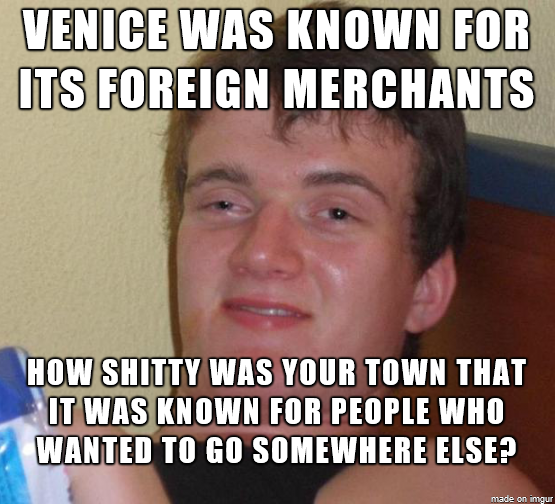 VENICE WAS KNOWN FOR
ITS FOREIGN MERCHANTS
HOW SHITTY WAS YOUR TOWN THAT
IT WAS KNOWN FOR PEOPLE WHO
WANTED TO GO SOMEWHERE ELSE?
made on imgur